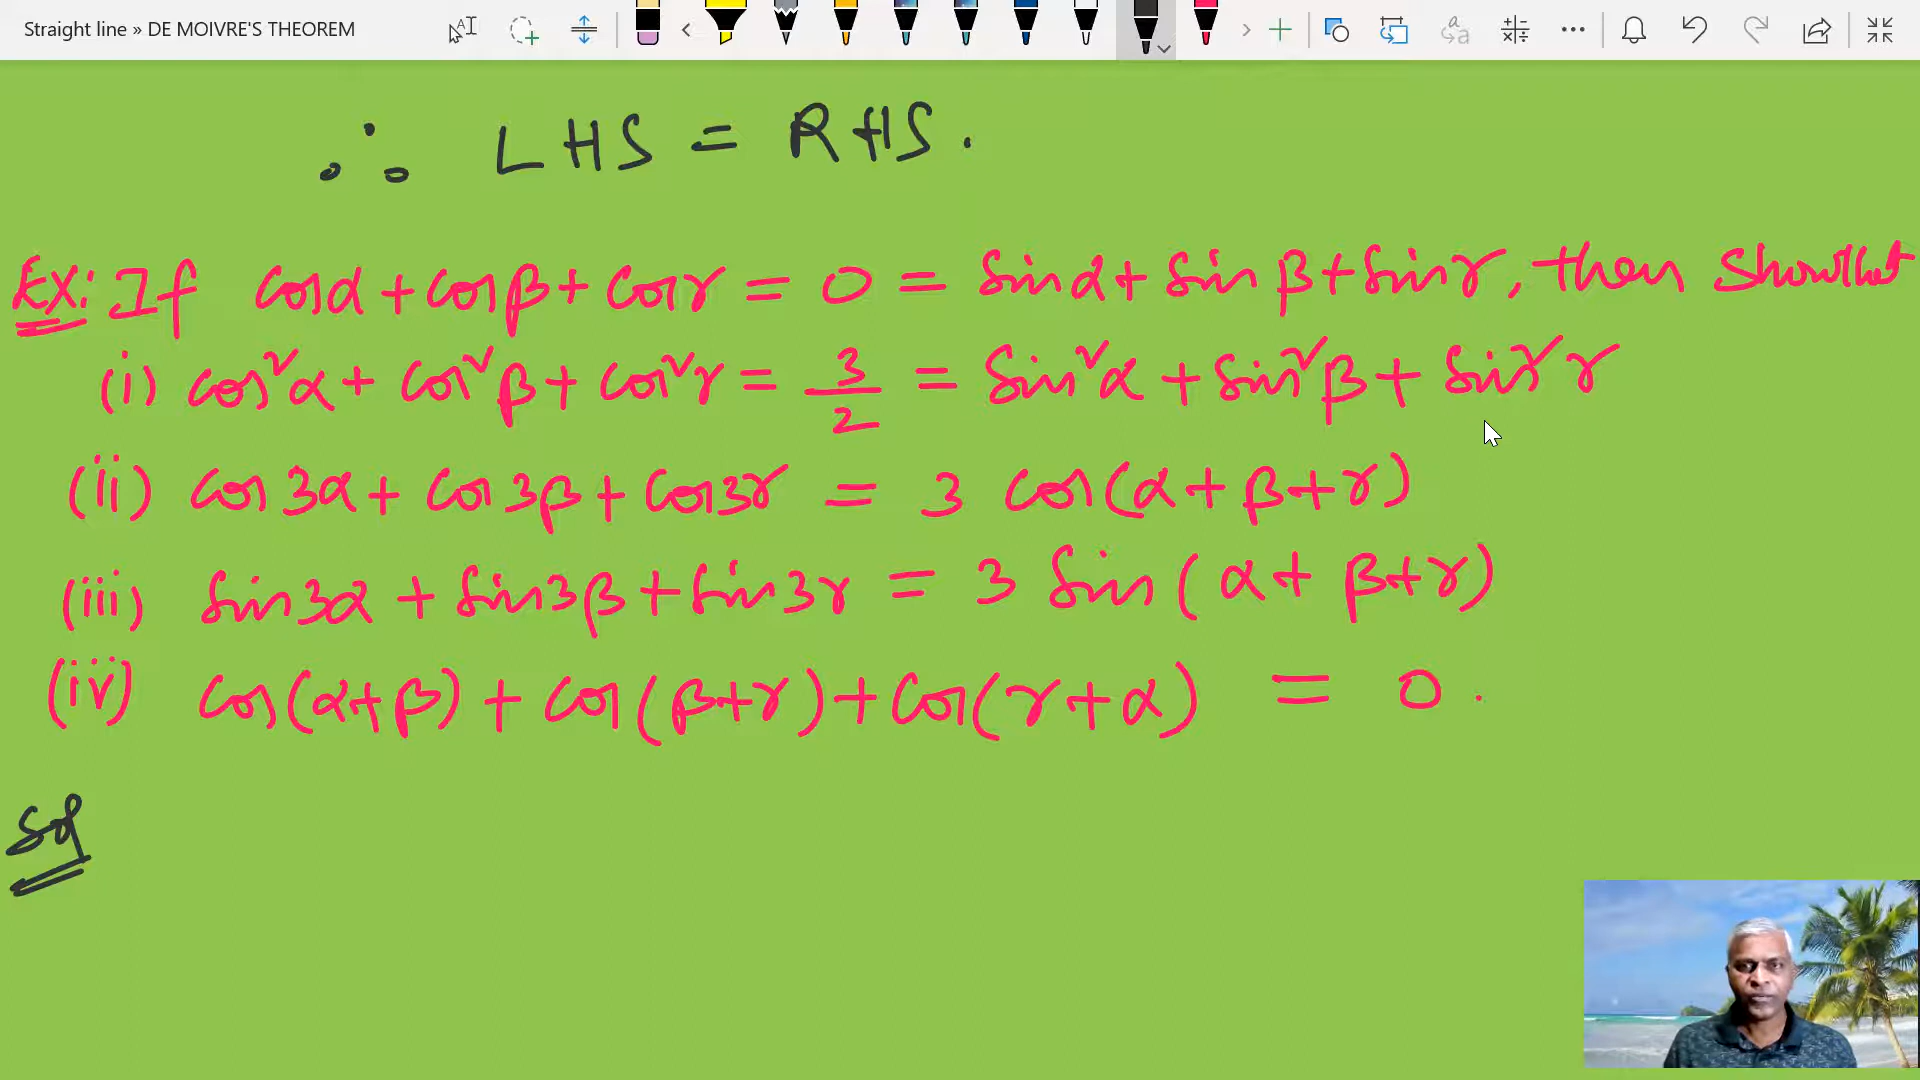 Straight line » DE MOIVRE'S THEOREM
∴ LHS = RHS.
EX: If cosα + cosβ + cosγ = 0 = sinα + sinβ + sinγ, then show that
(i) cos²α + cos²β + cos²γ = 3/2 = sin²α + sin²β + sin²γ
(ii) cos3α + cos3β + cos3γ = 3 cos(α+β+γ)
(iii) sin3α + sin3β + sin3γ = 3 sin(α+β+γ)
(iv) cos(α+β) + cos(β+γ) + cos(γ+α) = 0.
Sol